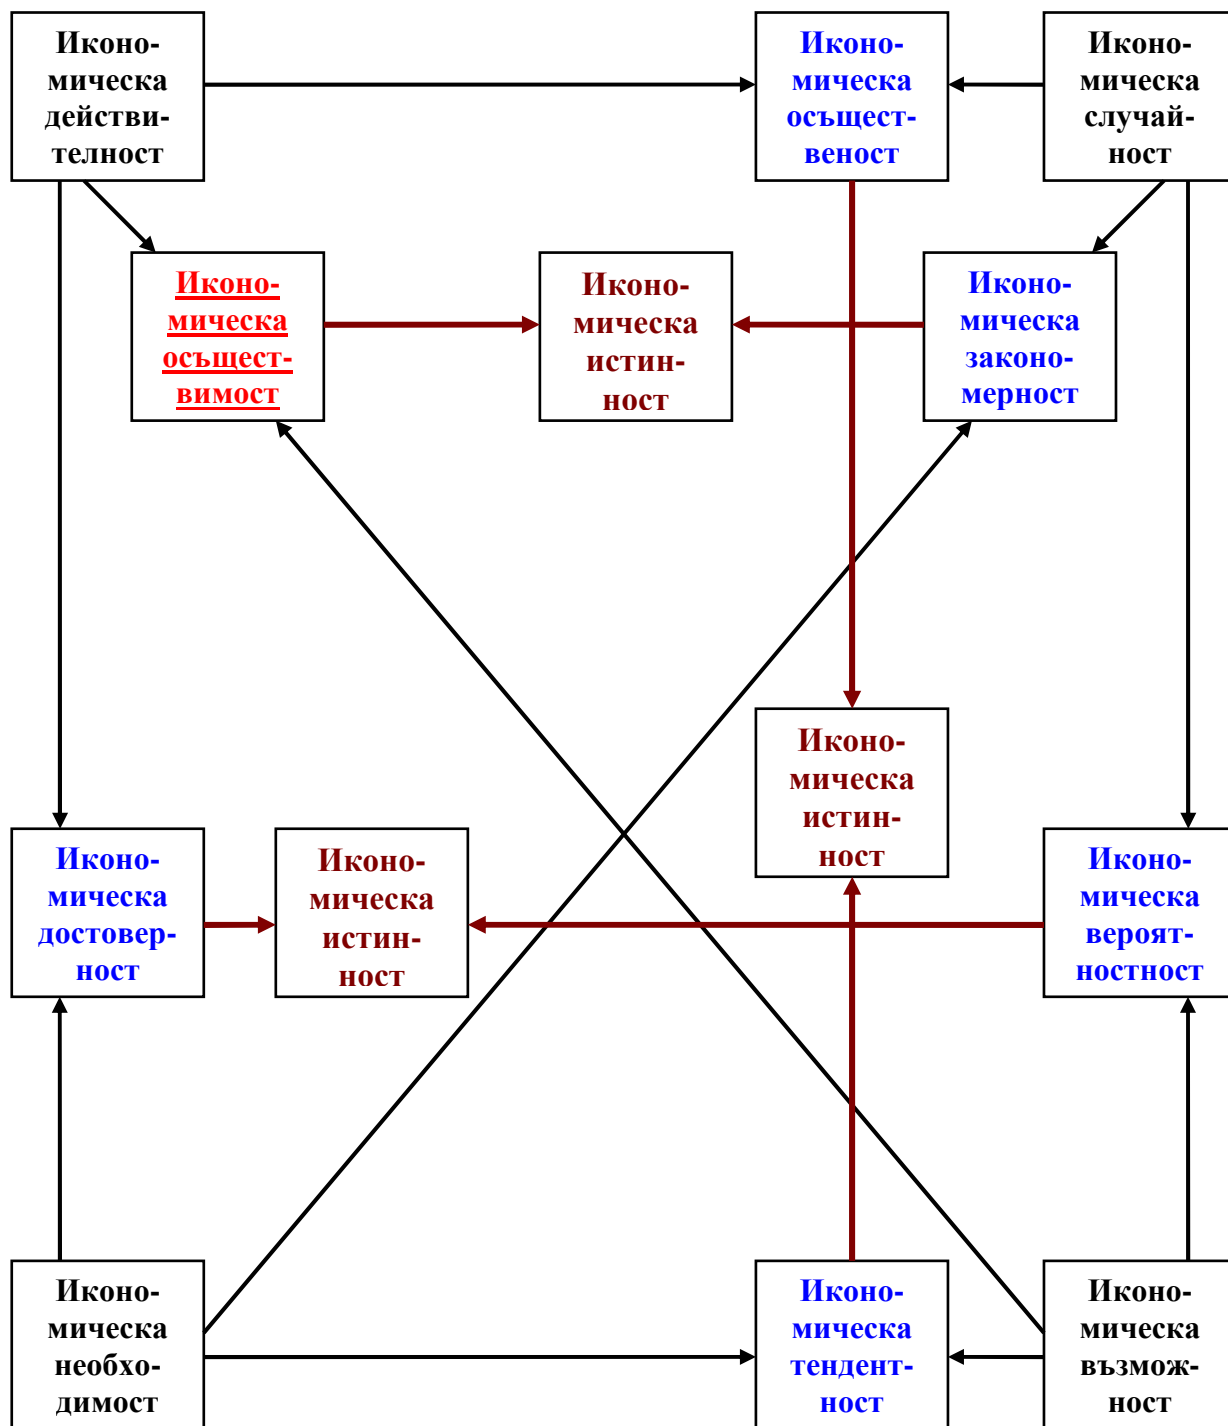 Иконо-
мическа
действи-
телност
Иконо-
мическа
осъщест-
веност
Иконо-
мическа
случай-
ност
Иконо-
мическа
осъщест-
вимост
Иконо-
мическа
истин-
ност
Иконо-
мическа
законо-
мерност
Иконо-
мическа
истин-
ност
Иконо-
мическа
достовер-
ност
Иконо-
мическа
истин-
ност
Иконо-
мическа
вероят-
ностност
Иконо-
мическа
необхо-
димост
Иконо-
мическа
тендент-
ност
Иконо-
мическа
възмож-
ност